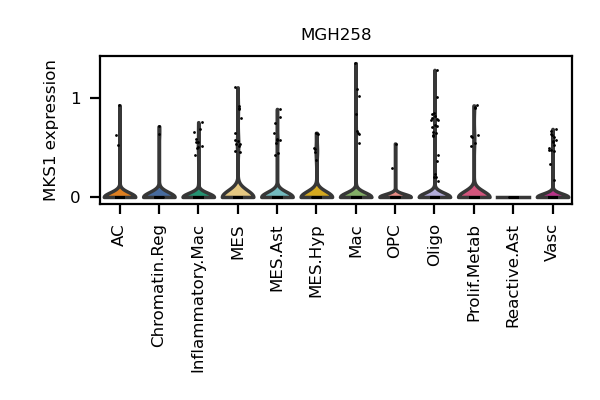 MGH258
MKS1 expression
1
0
AC
Chromatin.Reg
Inflammatory.Mac
MES
MES.Ast
MES.Hyp
Mac
OPC
Oligo
Prolif.Metab
Reactive.Ast
Vasc